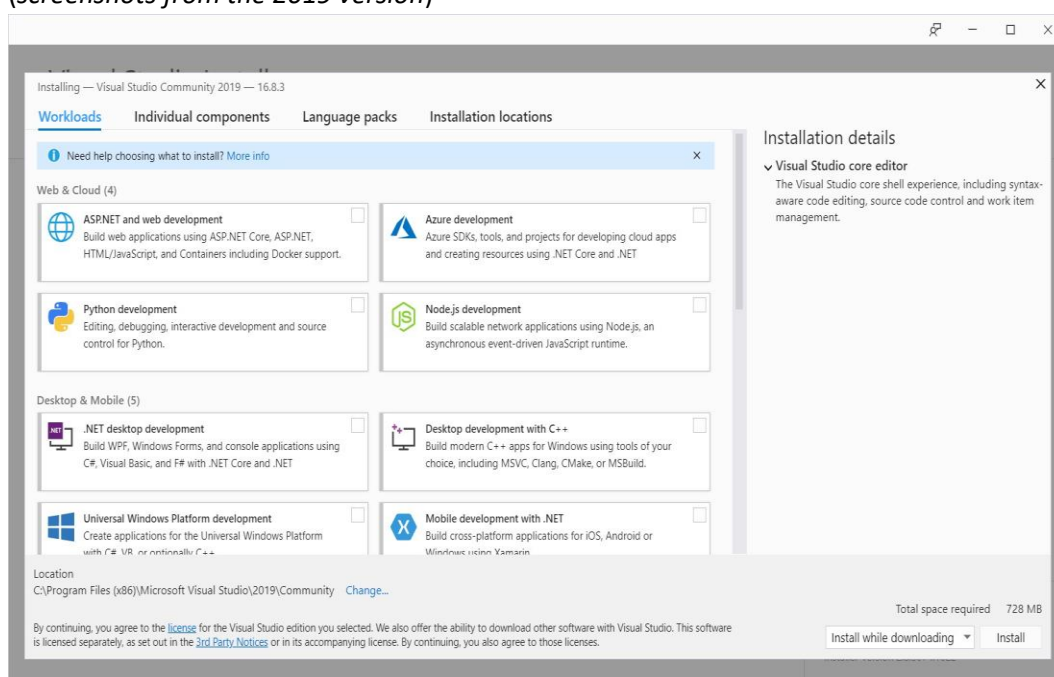 (screenshots from the 2019 version)
Installing — Visual Studio Community 2019 — 16.8.3
Workloads Individual components Language packs Installation locations
Need help choosing what to install? More info
Web & Cloud (4)
ASP.NET and web development
Build web applications using ASP.NET Core, ASP.NET,
HTML/JavaScript, and Containers including Docker support.
Azure development
Azure SDKs, tools, and projects for developing cloud apps
and creating resources using .NET Core and .NET
Python development
Editing, debugging, interactive development and source
control for Python.
Node.js development
Build scalable network applications using Node.js, an
asynchronous event-driven JavaScript runtime.
Desktop & Mobile (5)
.NET desktop development
Build WPF, Windows Forms, and console applications using
C#, Visual Basic, and F# with .NET Core and .NET
Desktop development with C++
Build modern C++ apps for Windows using tools of your
choice, including MSVC, Clang, CMake, or MSBuild.
Universal Windows Platform development
Create applications for the Universal Windows Platform
with C#, VB, or optionally C++
Mobile development with .NET
Build cross-platform applications for iOS, Android or
Windows using Xamarin
Installation details
Visual Studio core editor
The Visual Studio core shell experience, including syntax-
aware code editing, source code control and work item
management.
Location
C:\Program Files (x86)\Microsoft Visual Studio\2019\Community Change...
Total space required 728 MB
By continuing, you agree to the license for the Visual Studio edition you selected. We also offer the ability to download other software with Visual Studio. This software
is licensed separately, as set out in the 3rd Party Notices or in its accompanying license. By continuing, you also agree to those licenses.
Install while downloading Install